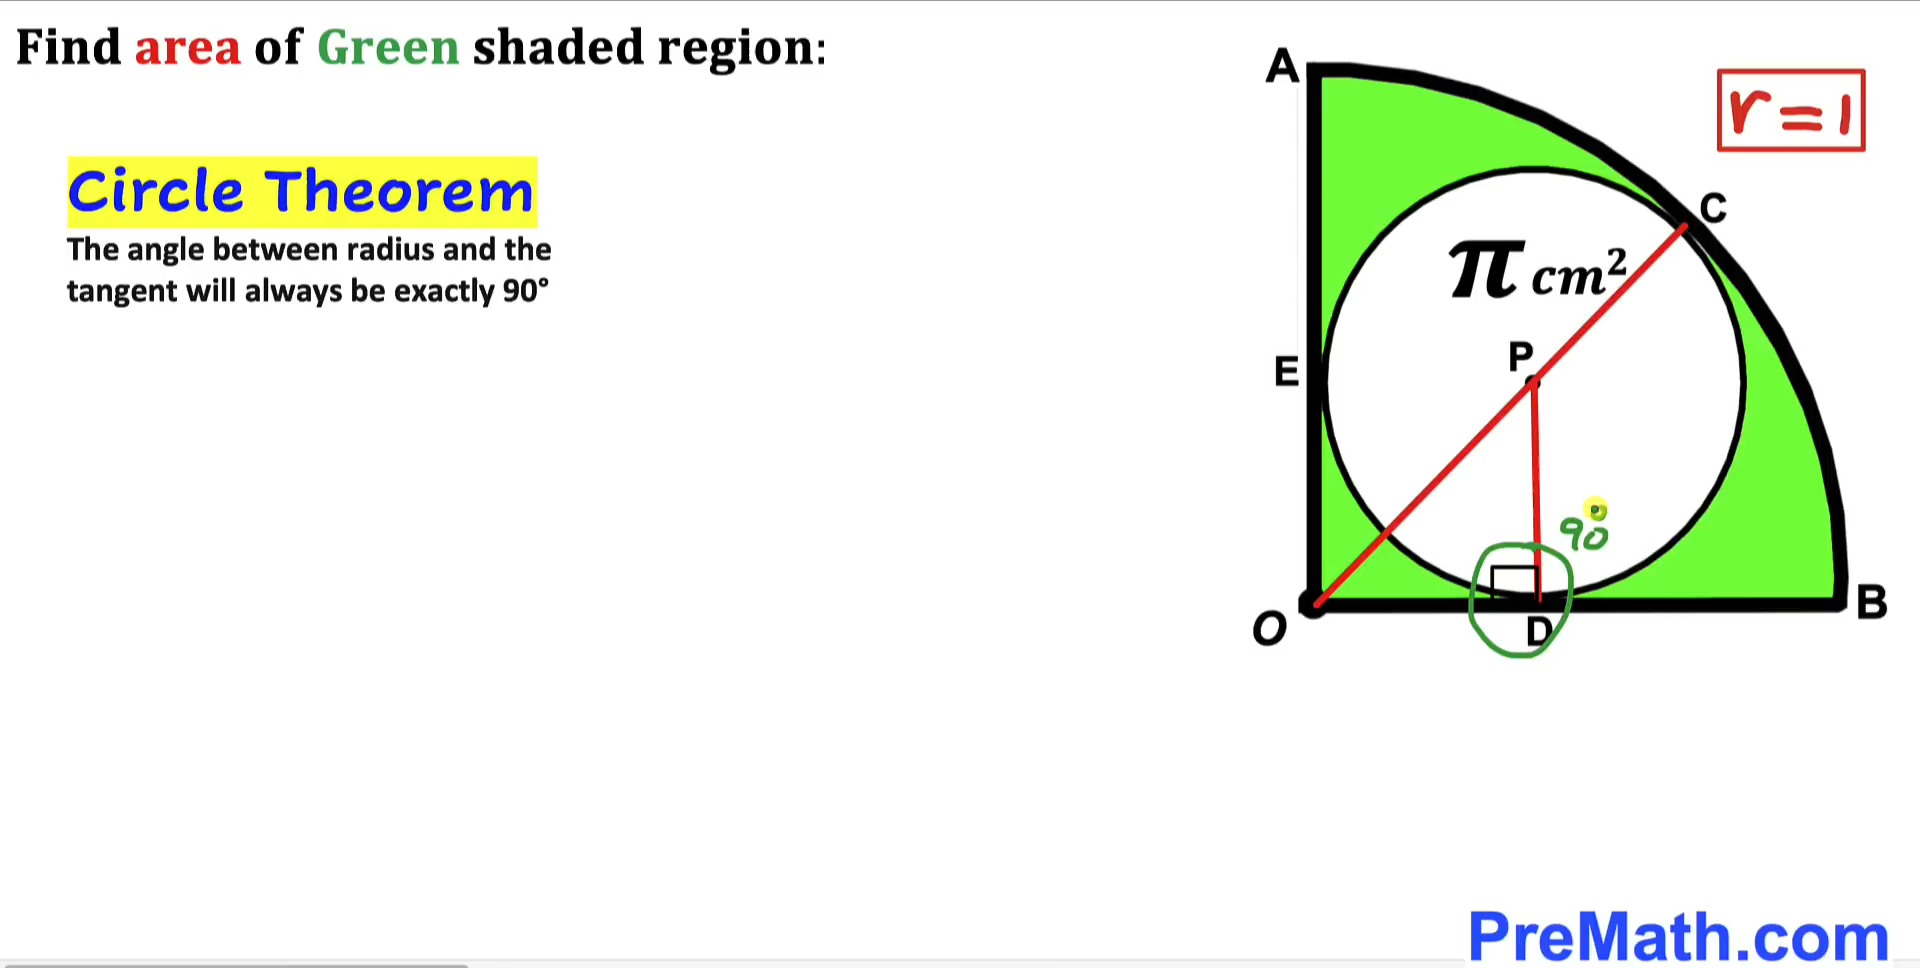 Find area of Green shaded region:
Circle Theorem
The angle between radius and the
tangent will always be exactly 90°
A
r=1
C
π cm²
P
E
90°
O
D
B
PreMath.com